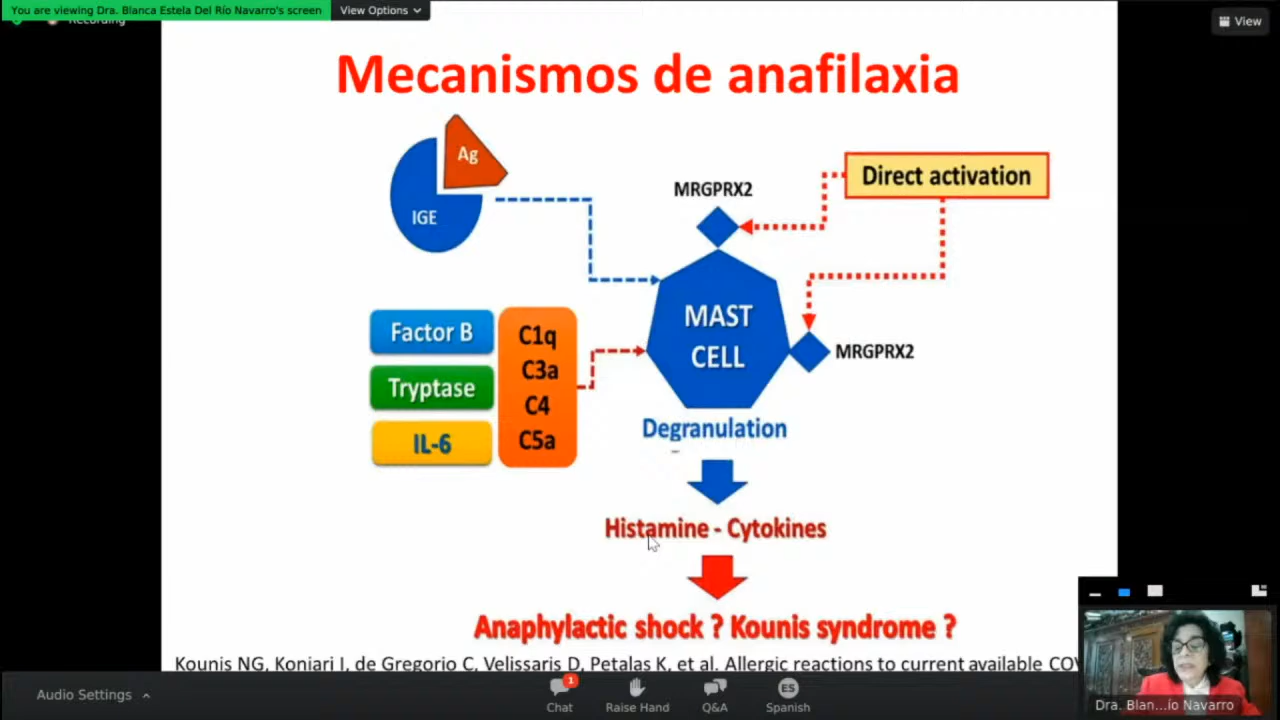 You are viewing Dra. Blanca Estela Del Río Navarro's screen
View Options
Recording
View
Mecanismos de anafilaxia
Ag
IGE
MRGPRX2
Direct activation
MAST
CELL
MRGPRX2
Factor B
Tryptase
IL-6
C1q
C3a
C4
C5a
Degranulation
Histamine - Cytokines
Anaphylactic shock ? Kounis syndrome ?
Kounis NG, Koniari I, de Gregorio C, Velissaris D, Petalas K, et al. Allergic reactions to current available COV
Dra. Blan...ío Navarro
Audio Settings
1
Chat
Raise Hand
Q&A
ES
Spanish